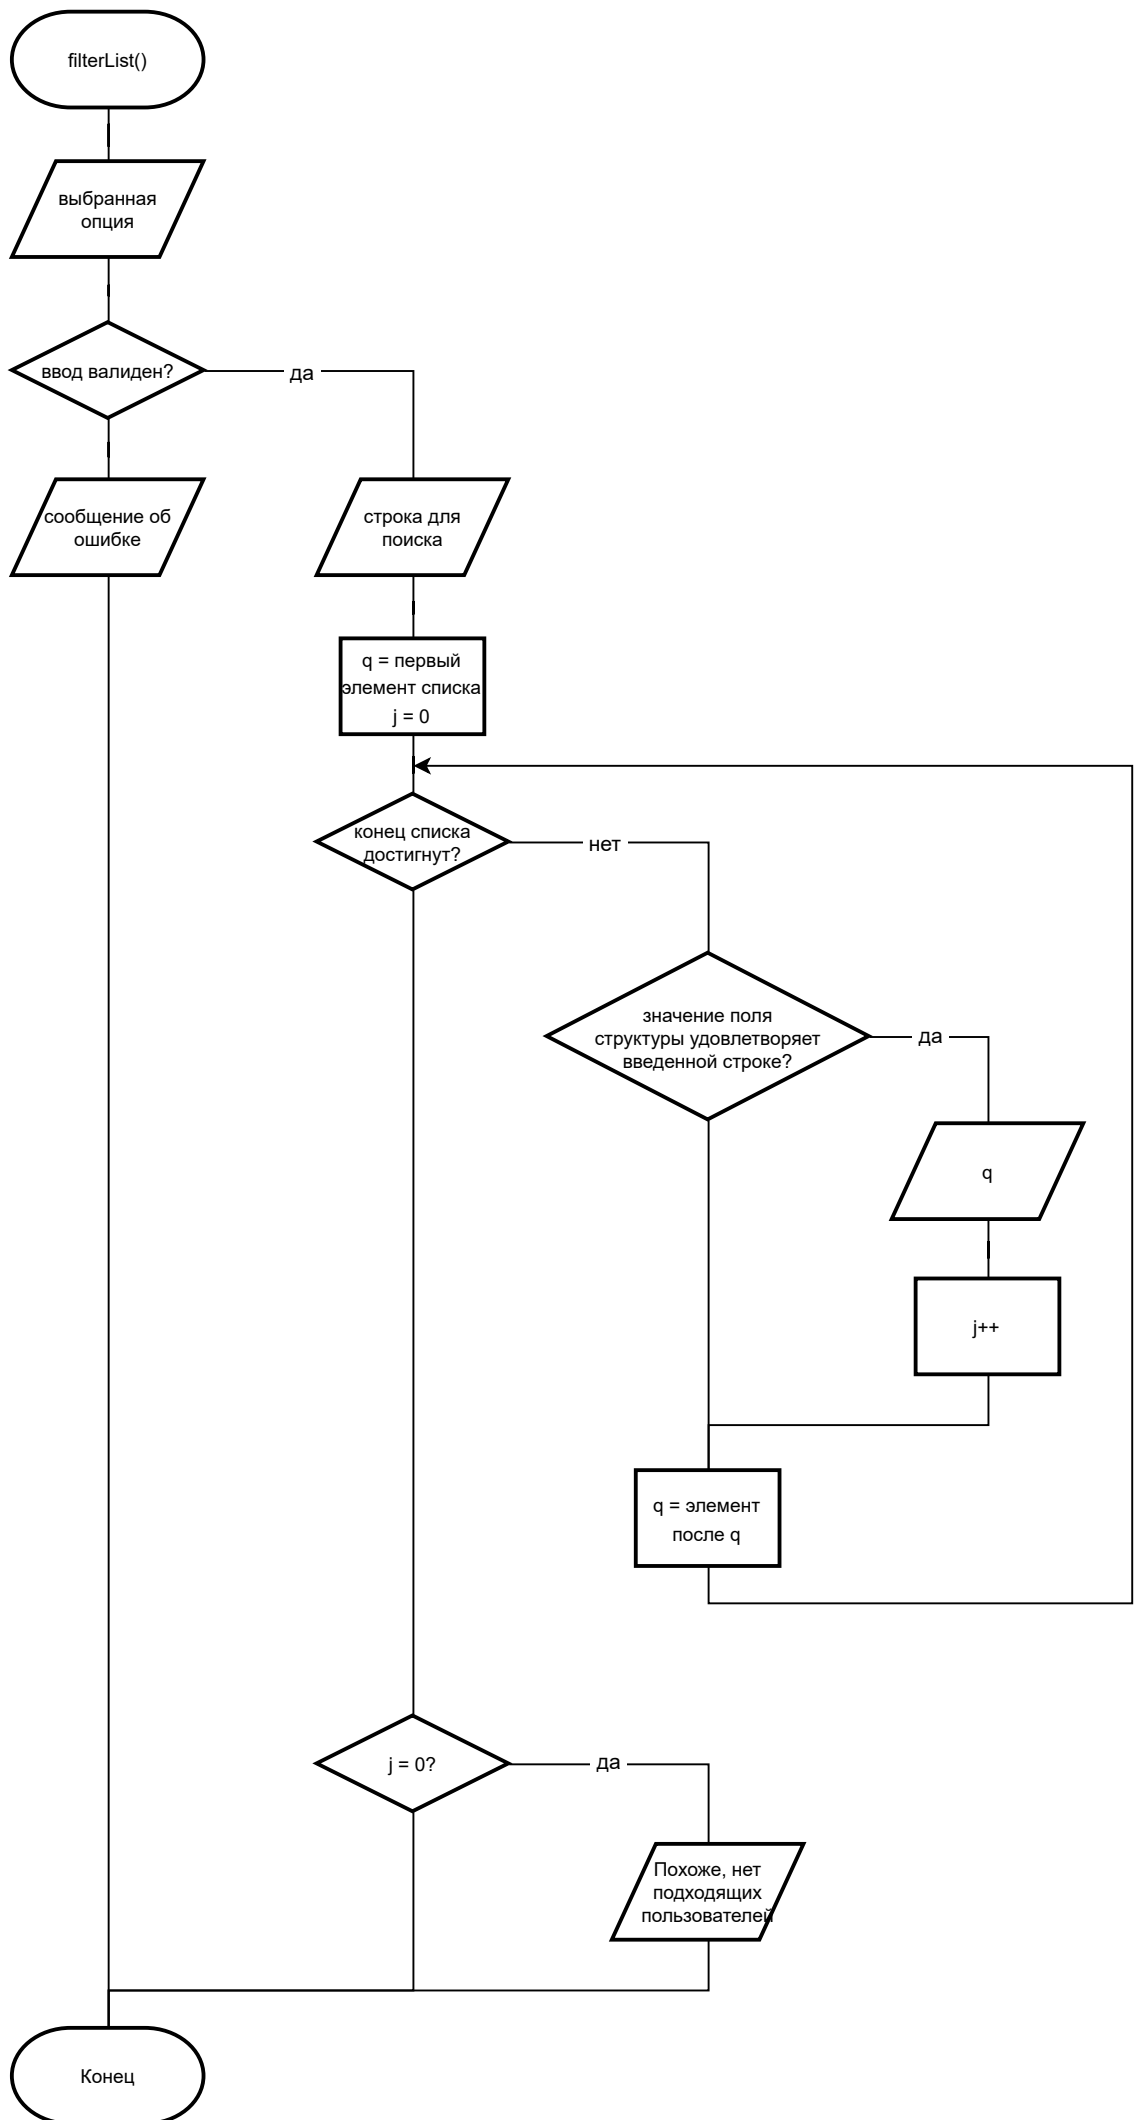 filterList()
выбранная
опция
ввод валиден?
да
сообщение об
ошибке
строка для
поиска
q = первый
элемент списка
j = 0
конец списка
достигнут?
нет
значение поля
структуры удовлетворяет
введенной строке?
да
q
j++
q = элемент
после q
j = 0?
да
Похоже, нет
подходящих
пользователей
Конец